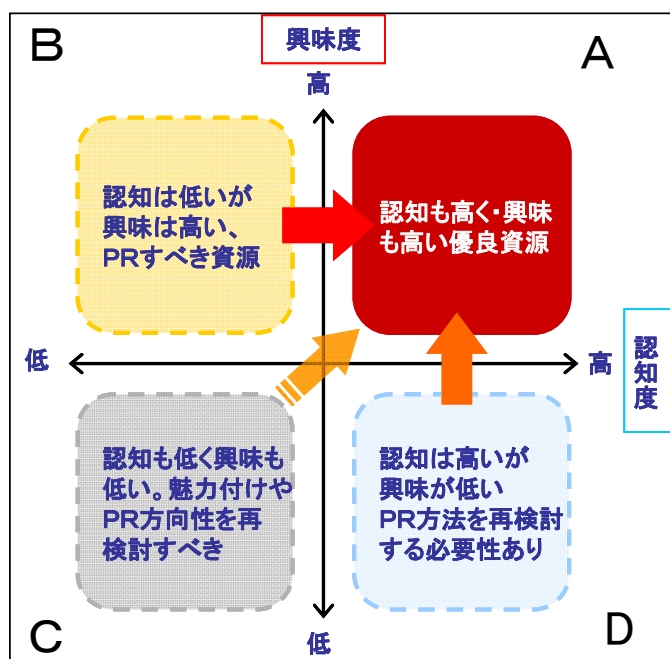 B
興味度
A
高
認知は低いが
興味は高い、
PRすべき資源
認知も高く・興味
も高い優良資源
低
高
認知度
認知も低く興味も
低い。魅力付けや
PR方向性を再
検討すべき
認知は高いが
興味が低い
PR方法を再検討
する必要性あり
C
低
D